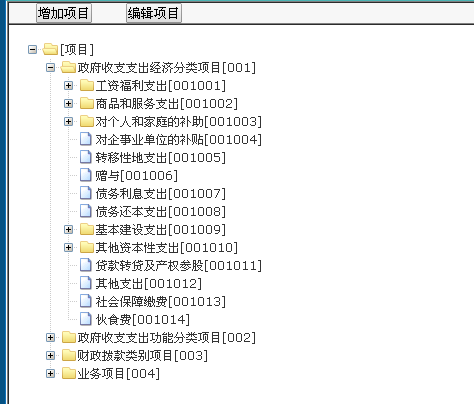 增加项目 编辑项目
[项目]
政府收支支出经济分类项目[001]
工资福利支出[001001]
商品和服务支出[001002]
对个人和家庭的补助[001003]
对企事业单位的补贴[001004]
转移性地支出[001005]
赠与[001006]
债务利息支出[001007]
债务还本支出[001008]
基本建设支出[001009]
其他资本性支出[001010]
贷款转贷及产权参股[001011]
其他支出[001012]
社会保障缴费[001013]
伙食费[001014]
政府收支支出功能分类项目[002]
财政拨款类别项目[003]
业务项目[004]